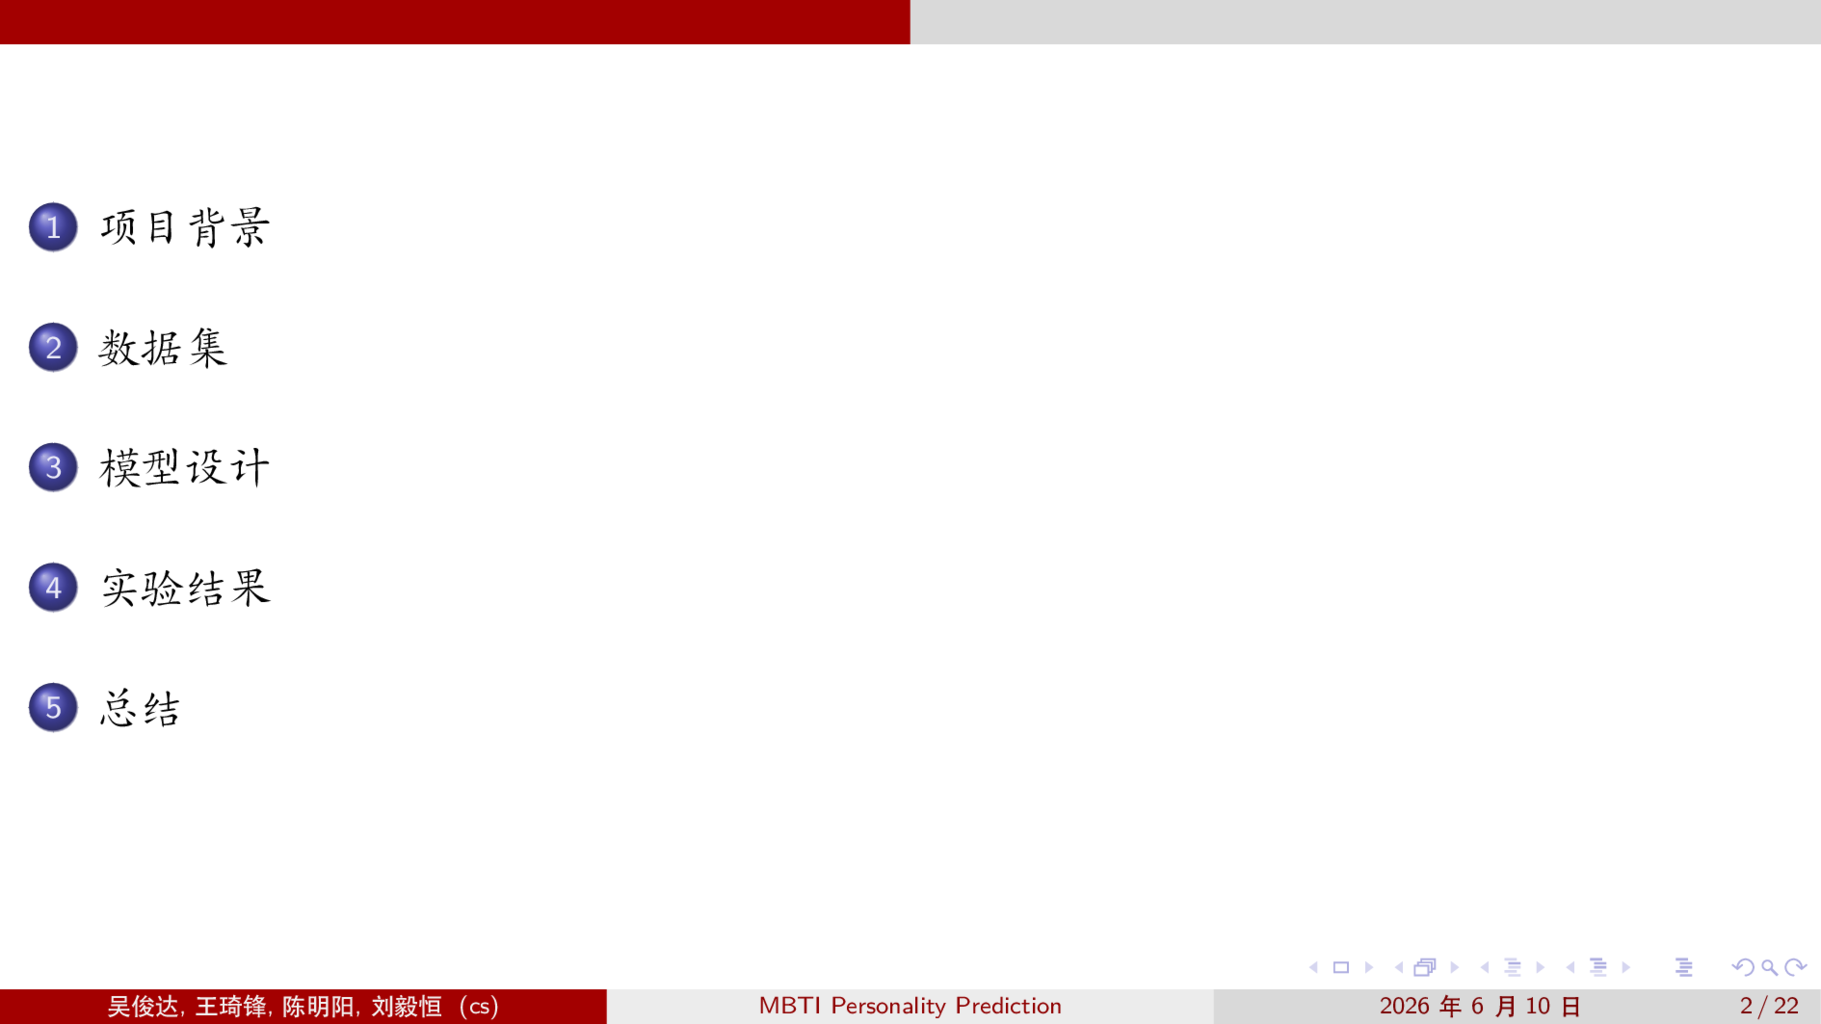 1 项目背景
2 数据集
3 模型设计
4 实验结果
5 总结
吴俊达, 王琦锋, 陈明阳, 刘毅恒 (cs)
MBTI Personality Prediction
2026 年 6 月 10 日
2 / 22